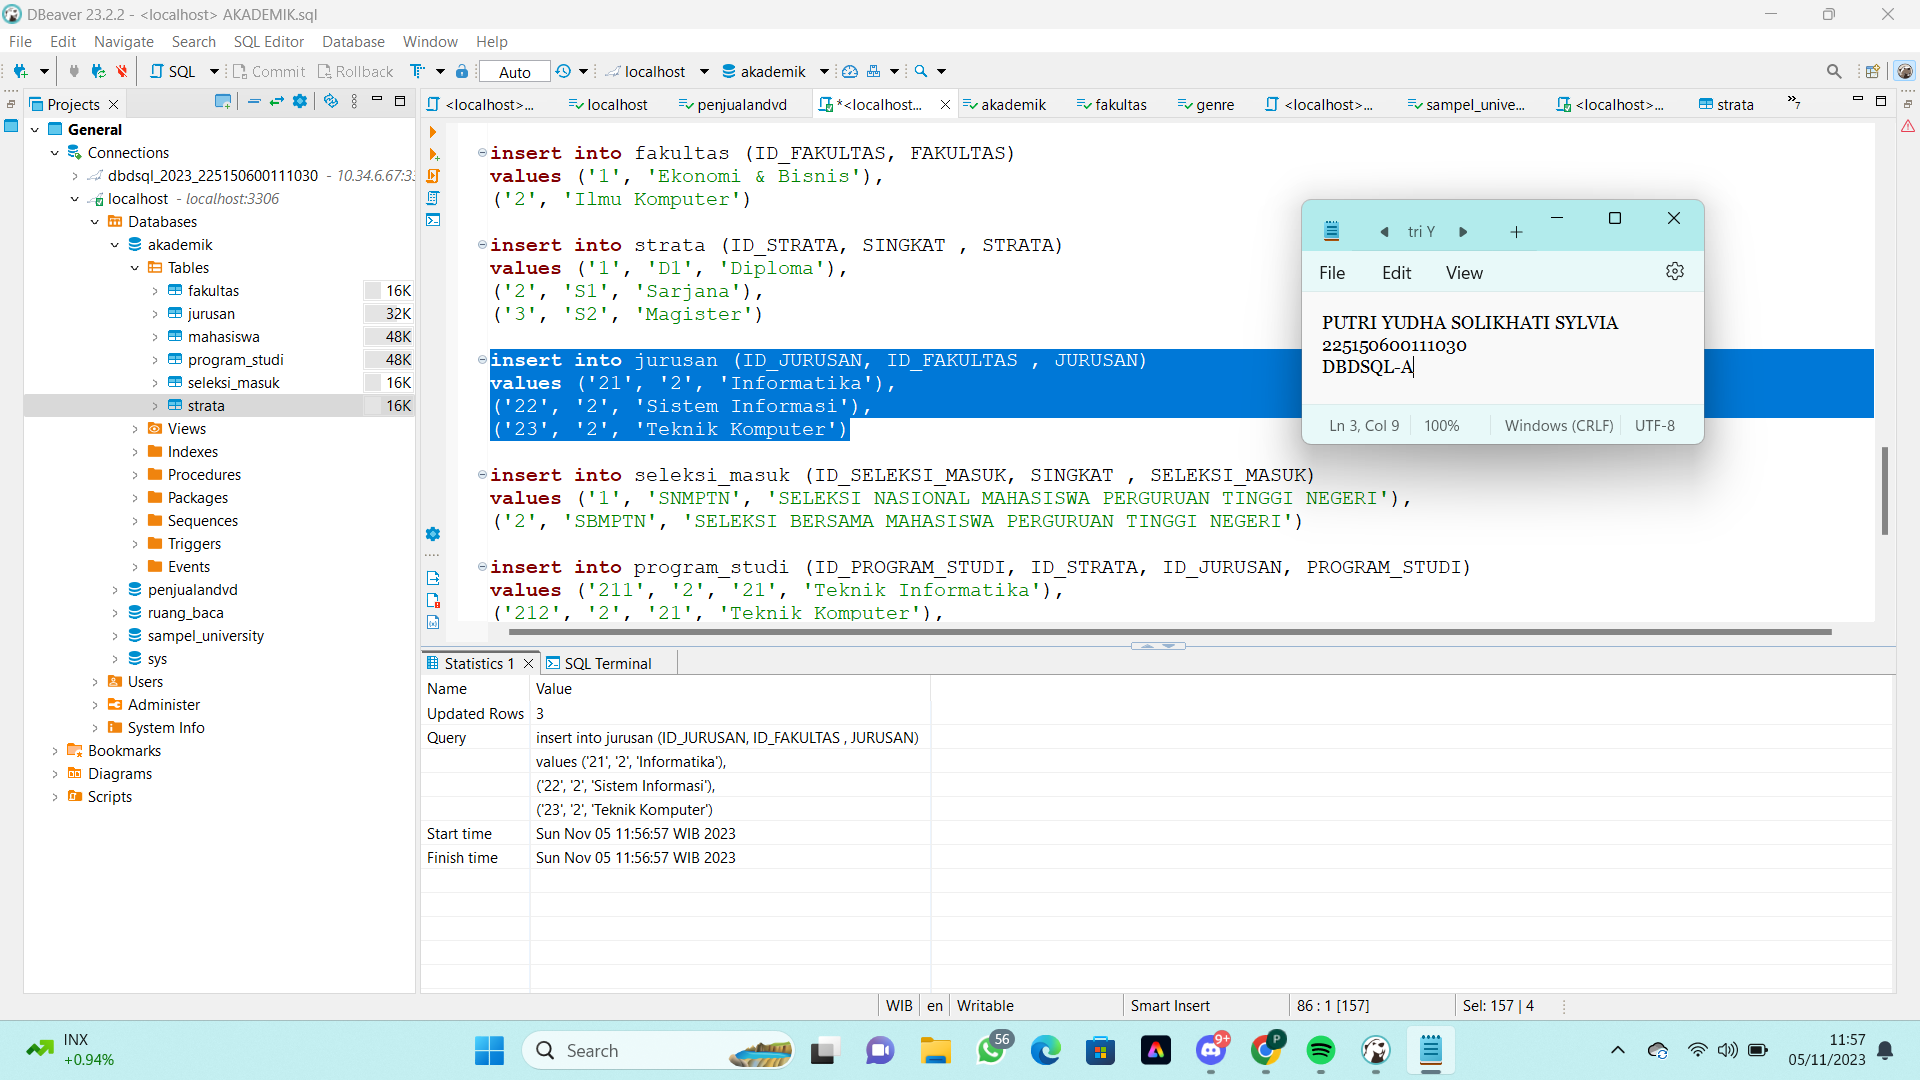 DBeaver 23.2.2 - <localhost> AKADEMIK.sql
File Edit Navigate Search SQL Editor Database Window Help
SQL Commit Rollback Auto localhost akademik
Projects
<localhost>... localhost penjualandvd *<localhost... akademik fakultas genre <localhost>... sampel_unive... <localhost>... strata »7
General
Connections
dbdsql_2023_225150600111030 - 10.34.6.67:33
localhost - localhost:3306
Databases
akademik
Tables
fakultas 16K
jurusan 32K
mahasiswa 48K
program_studi 48K
seleksi_masuk 16K
strata 16K
Views
Indexes
Procedures
Packages
Sequences
Triggers
Events
penjualandvd
ruang_baca
sampel_university
sys
Users
Administer
System Info
Bookmarks
Diagrams
Scripts
insert into fakultas (ID_FAKULTAS, FAKULTAS)
values ('1', 'Ekonomi & Bisnis'),
('2', 'Ilmu Komputer')
insert into strata (ID_STRATA, SINGKAT , STRATA)
values ('1', 'D1', 'Diploma'),
('2', 'S1', 'Sarjana'),
('3', 'S2', 'Magister')
insert into jurusan (ID_JURUSAN, ID_FAKULTAS , JURUSAN)
values ('21', '2', 'Informatika'),
('22', '2', 'Sistem Informasi'),
('23', '2', 'Teknik Komputer')
insert into seleksi_masuk (ID_SELEKSI_MASUK, SINGKAT , SELEKSI_MASUK)
values ('1', 'SNMPTN', 'SELEKSI NASIONAL MAHASISWA PERGURUAN TINGGI NEGERI'),
('2', 'SBMPTN', 'SELEKSI BERSAMA MAHASISWA PERGURUAN TINGGI NEGERI')
insert into program_studi (ID_PROGRAM_STUDI, ID_STRATA, ID_JURUSAN, PROGRAM_STUDI)
values ('211', '2', '21', 'Teknik Informatika'),
('212', '2', '21', 'Teknik Komputer'),
tri Y
File Edit View
PUTRI YUDHA SOLIKHATI SYLVIA
225150600111030
DBDSQL-A
Ln 3, Col 9 100% Windows (CRLF) UTF-8
Statistics 1 SQL Terminal
Name Value
Updated Rows 3
Query insert into jurusan (ID_JURUSAN, ID_FAKULTAS , JURUSAN)
values ('21', '2', 'Informatika'),
('22', '2', 'Sistem Informasi'),
('23', '2', 'Teknik Komputer')
Start time Sun Nov 05 11:56:57 WIB 2023
Finish time Sun Nov 05 11:56:57 WIB 2023
WIB en Writable Smart Insert 86 : 1 [157] Sel: 157 | 4
INX
+0.94%
Search
56
9+
P
11:57
05/11/2023